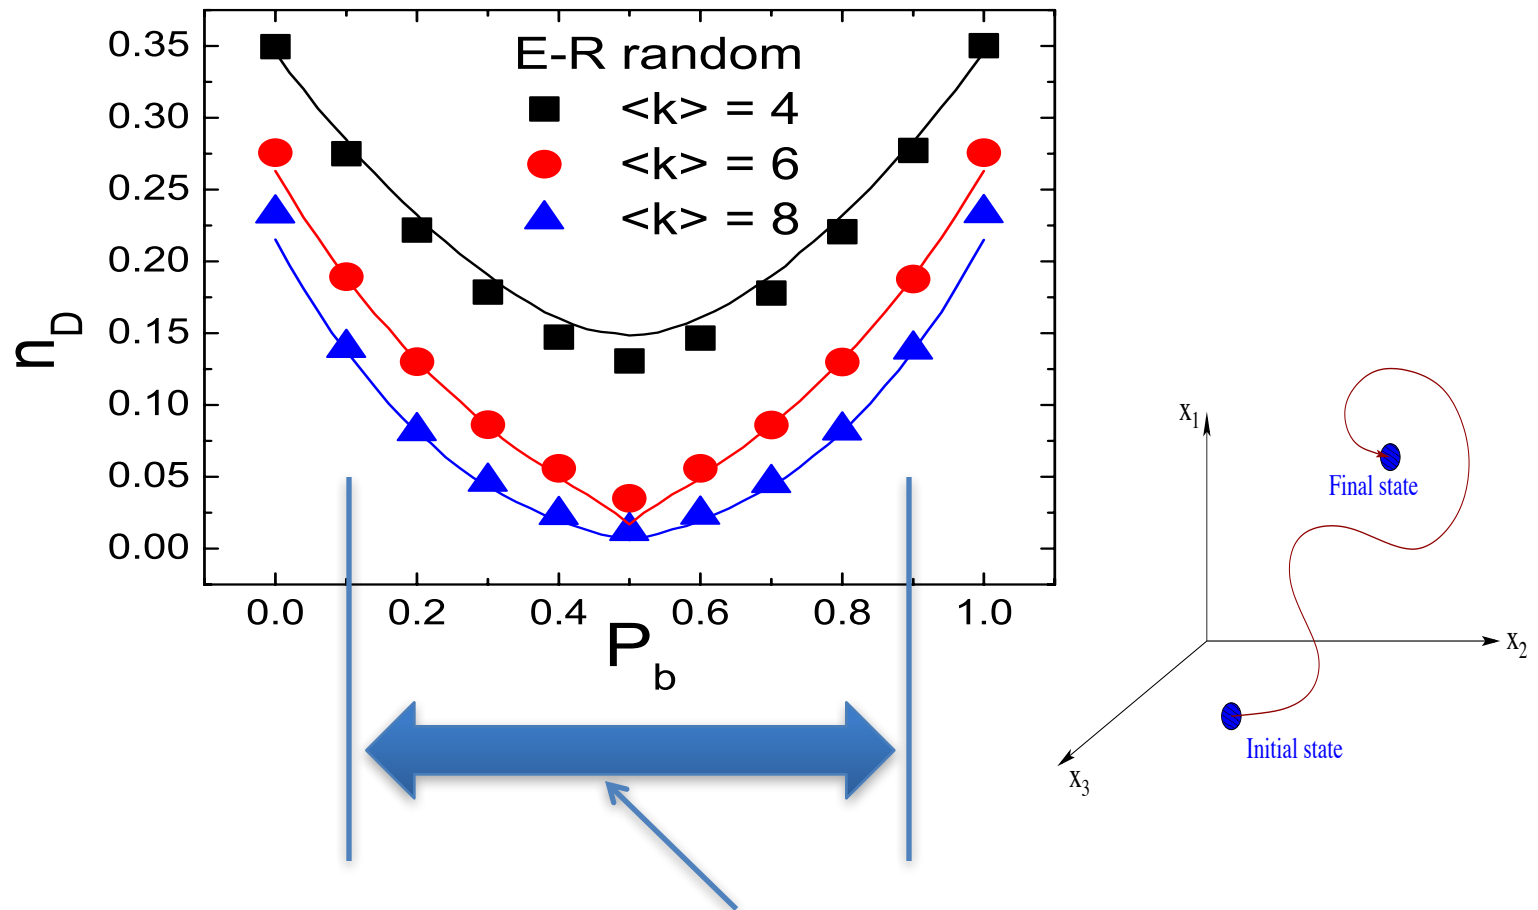 E-R random
<k> = 4
<k> = 6
<k> = 8
0.35
0.30
0.25
0.20
0.15
0.10
0.05
0.00
n_D
0.0 0.2 0.4 0.6 0.8 1.0
P_b
x_1
Final state
x_2
Initial state
x_3